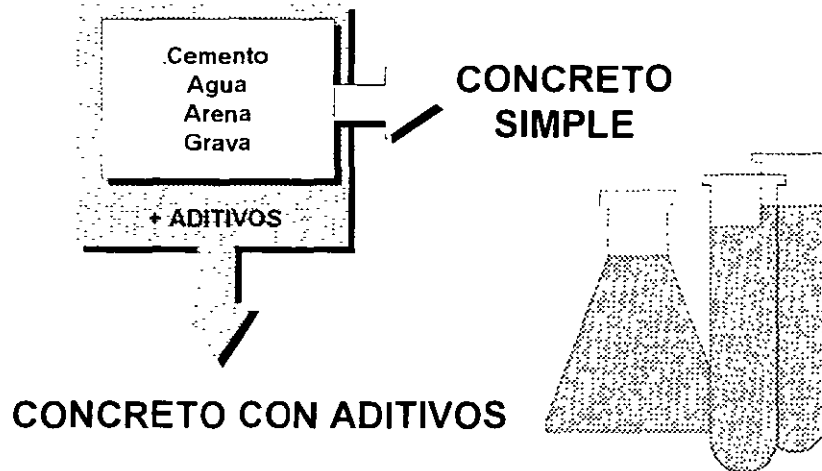 Cemento
Agua
Arena
Grava
+ ADITIVOS
CONCRETO
SIMPLE
CONCRETO CON ADITIVOS